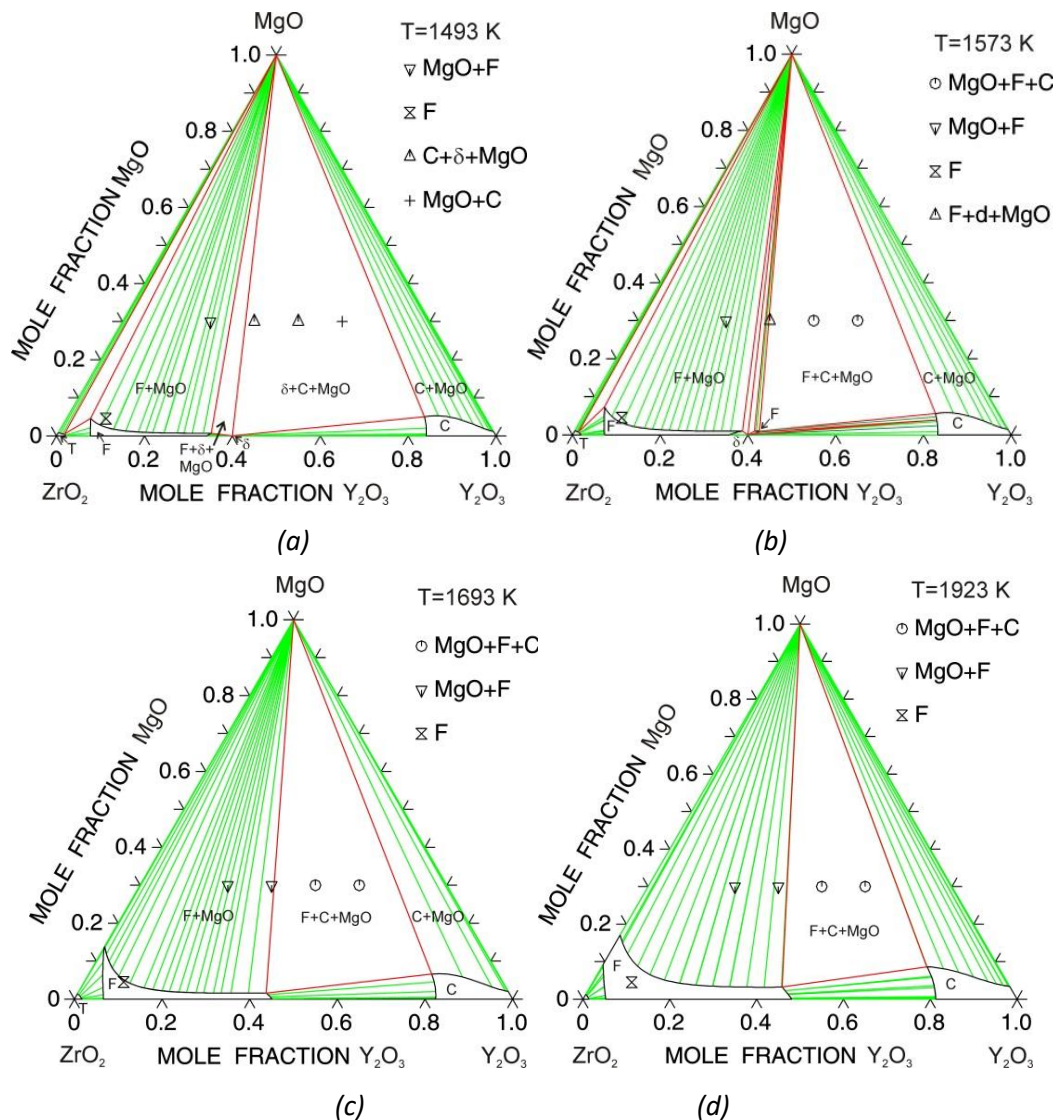 MgO
T=1493 K
1.0
MgO+F
F
C+δ+MgO
MgO+C
0.8
0.6
0.4
0.2
0
MOLE FRACTION MgO
F+MgO
δ+C+MgO
C+MgO
C
T
F
F+δ+
MgO
δ
0
0.2
0.4
0.6
0.8
1.0
ZrO2
MOLE FRACTION Y2O3
Y2O3
(a)
MgO
T=1573 K
1.0
MgO+F+C
MgO+F
F
F+d+MgO
0.8
0.6
0.4
0.2
0
MOLE FRACTION MgO
F+MgO
F+C+MgO
C+MgO
F
F
C
T
δ
0
0.2
0.4
0.6
0.8
1.0
ZrO2
MOLE FRACTION Y2O3
Y2O3
(b)
MgO
T=1693 K
1.0
MgO+F+C
MgO+F
F
0.8
0.6
0.4
0.2
0
MOLE FRACTION MgO
F+MgO
F+C+MgO
C+MgO
F
C
T
0
0.2
0.4
0.6
0.8
1.0
ZrO2
MOLE FRACTION Y2O3
Y2O3
(c)
MgO
T=1923 K
1.0
MgO+F+C
MgO+F
F
0.8
0.6
0.4
0.2
0
MOLE FRACTION MgO
F+C+MgO
F
C
0
0.2
0.4
0.6
0.8
1.0
ZrO2
MOLE FRACTION Y2O3
Y2O3
(d)